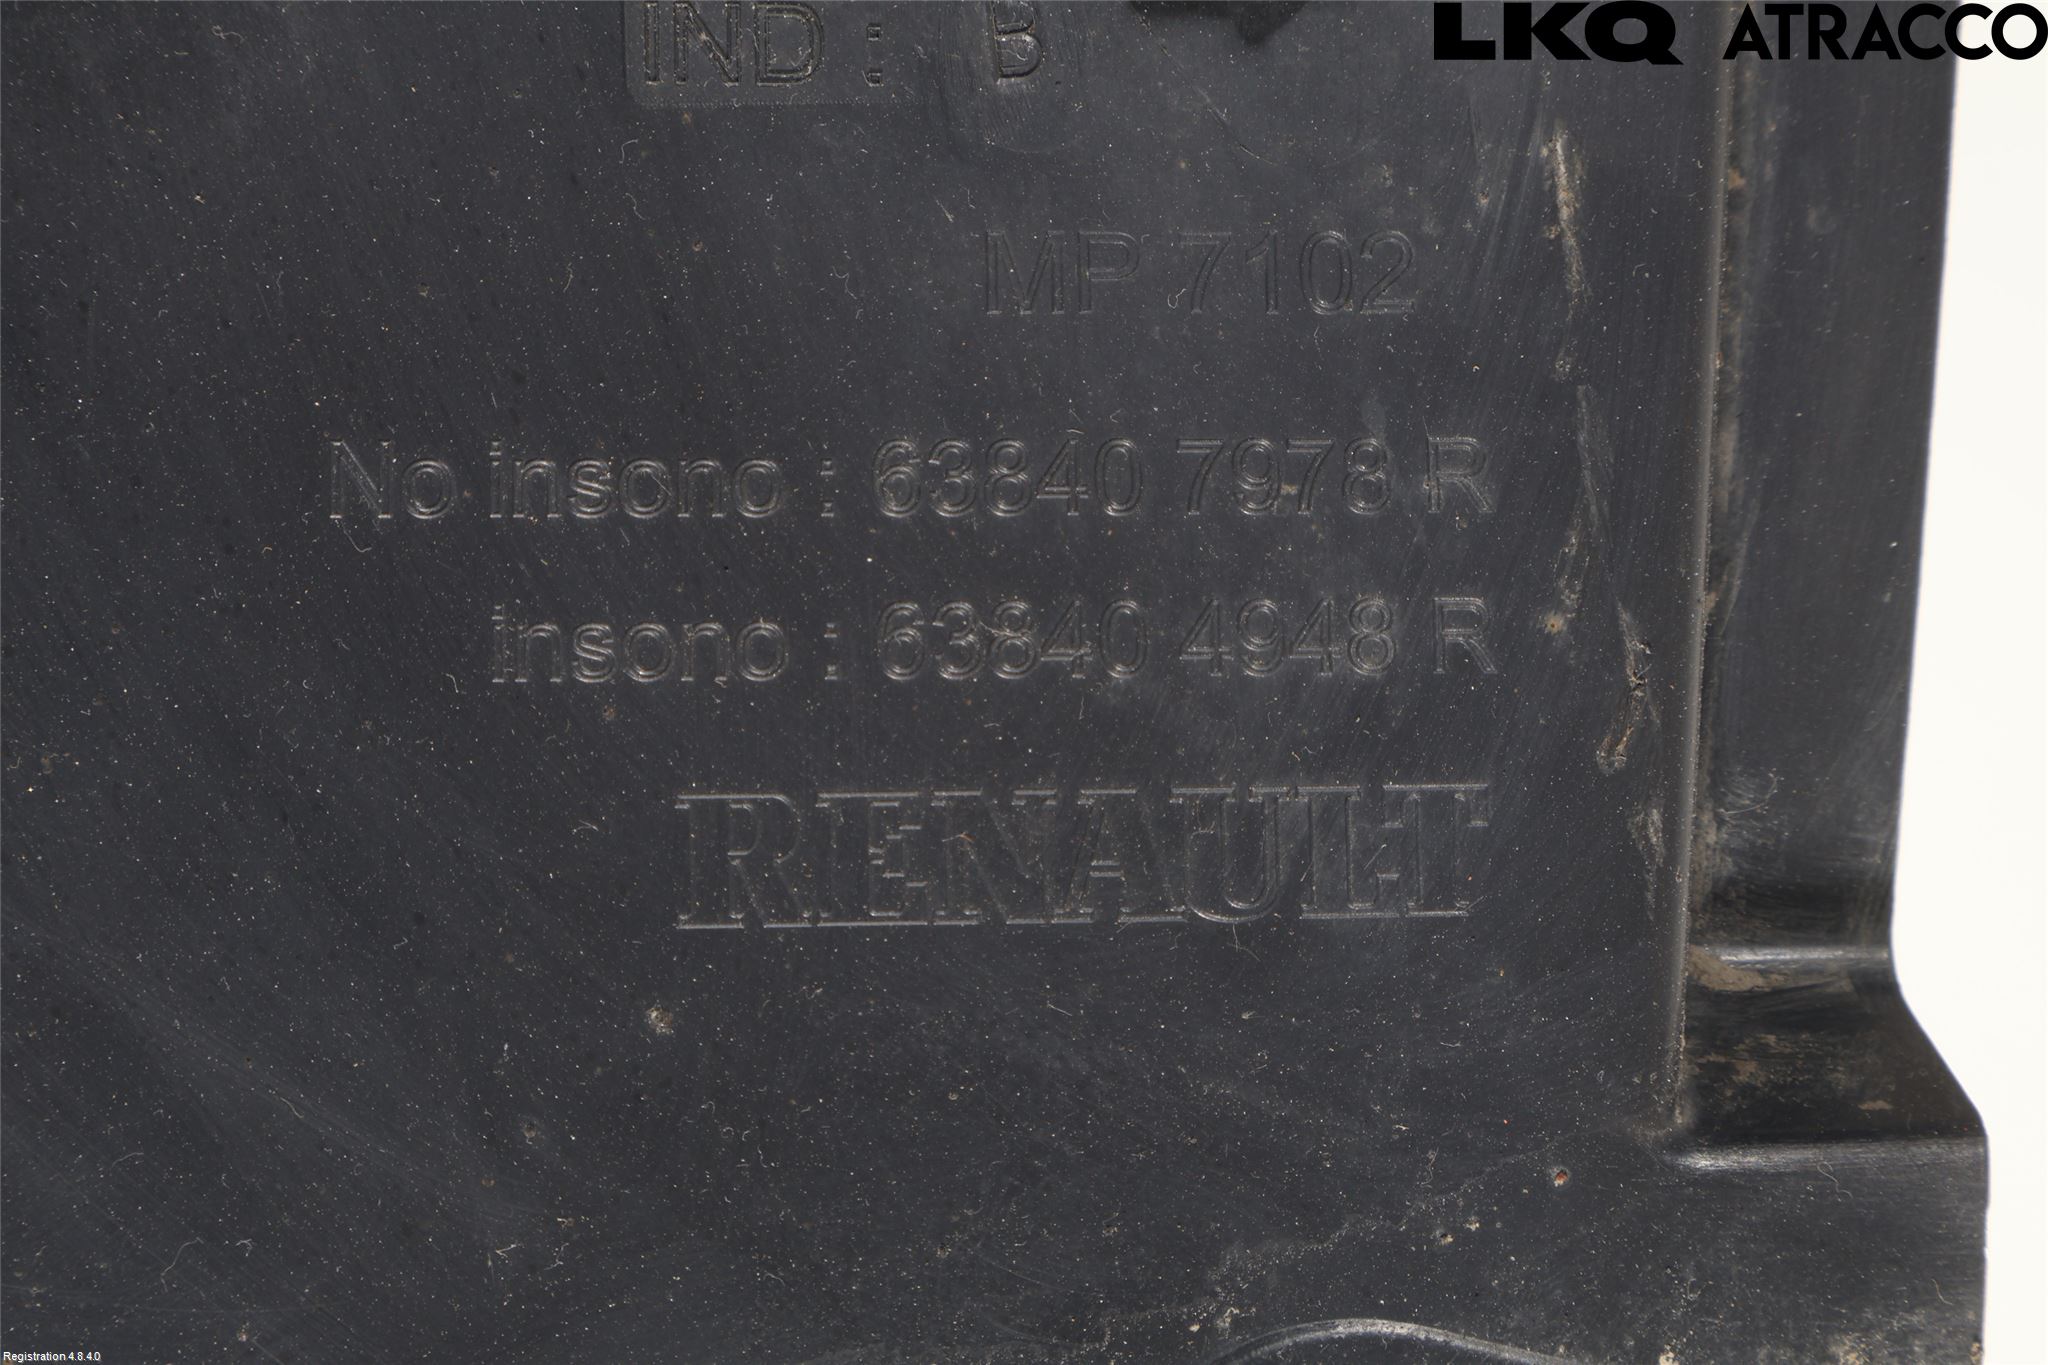 LKQ ATRACCO
IND : B
MP 7102
No insono : 63840 7978 R
insono : 63840 4948 R
RENAULT
Registration 4.8.4.0